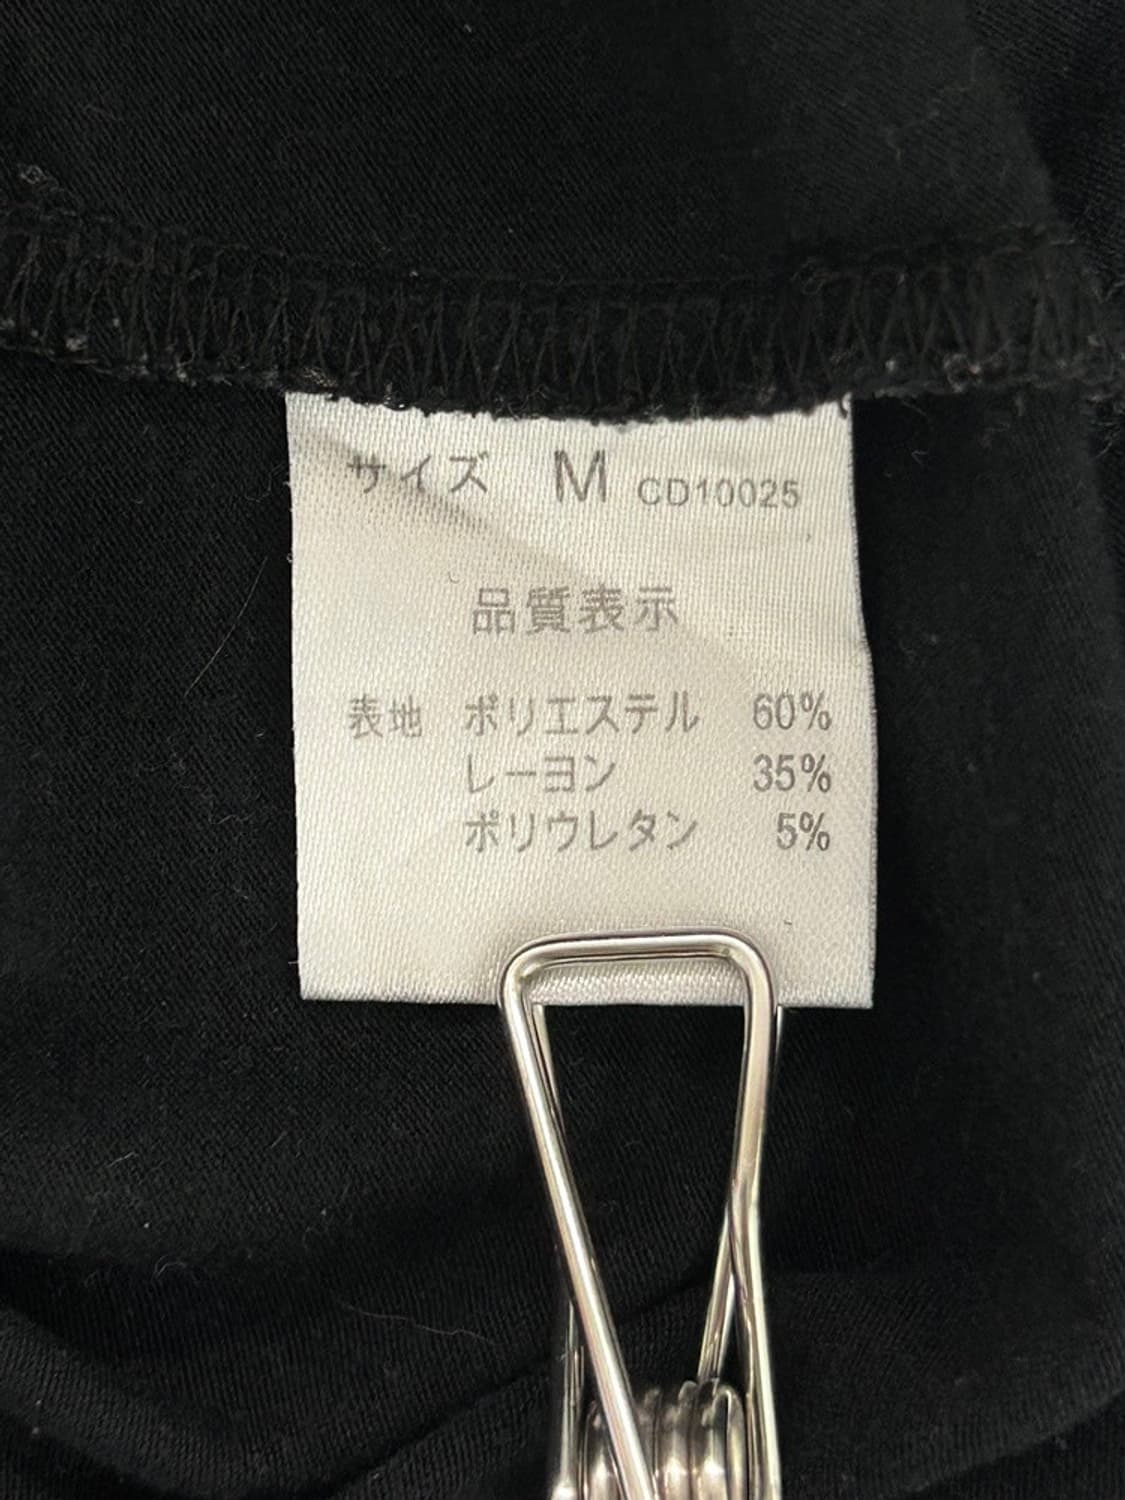 サイズ M CD10025
品質表示
表地 ポリエステル 60%
レーヨン 35%
ポリウレタン 5%